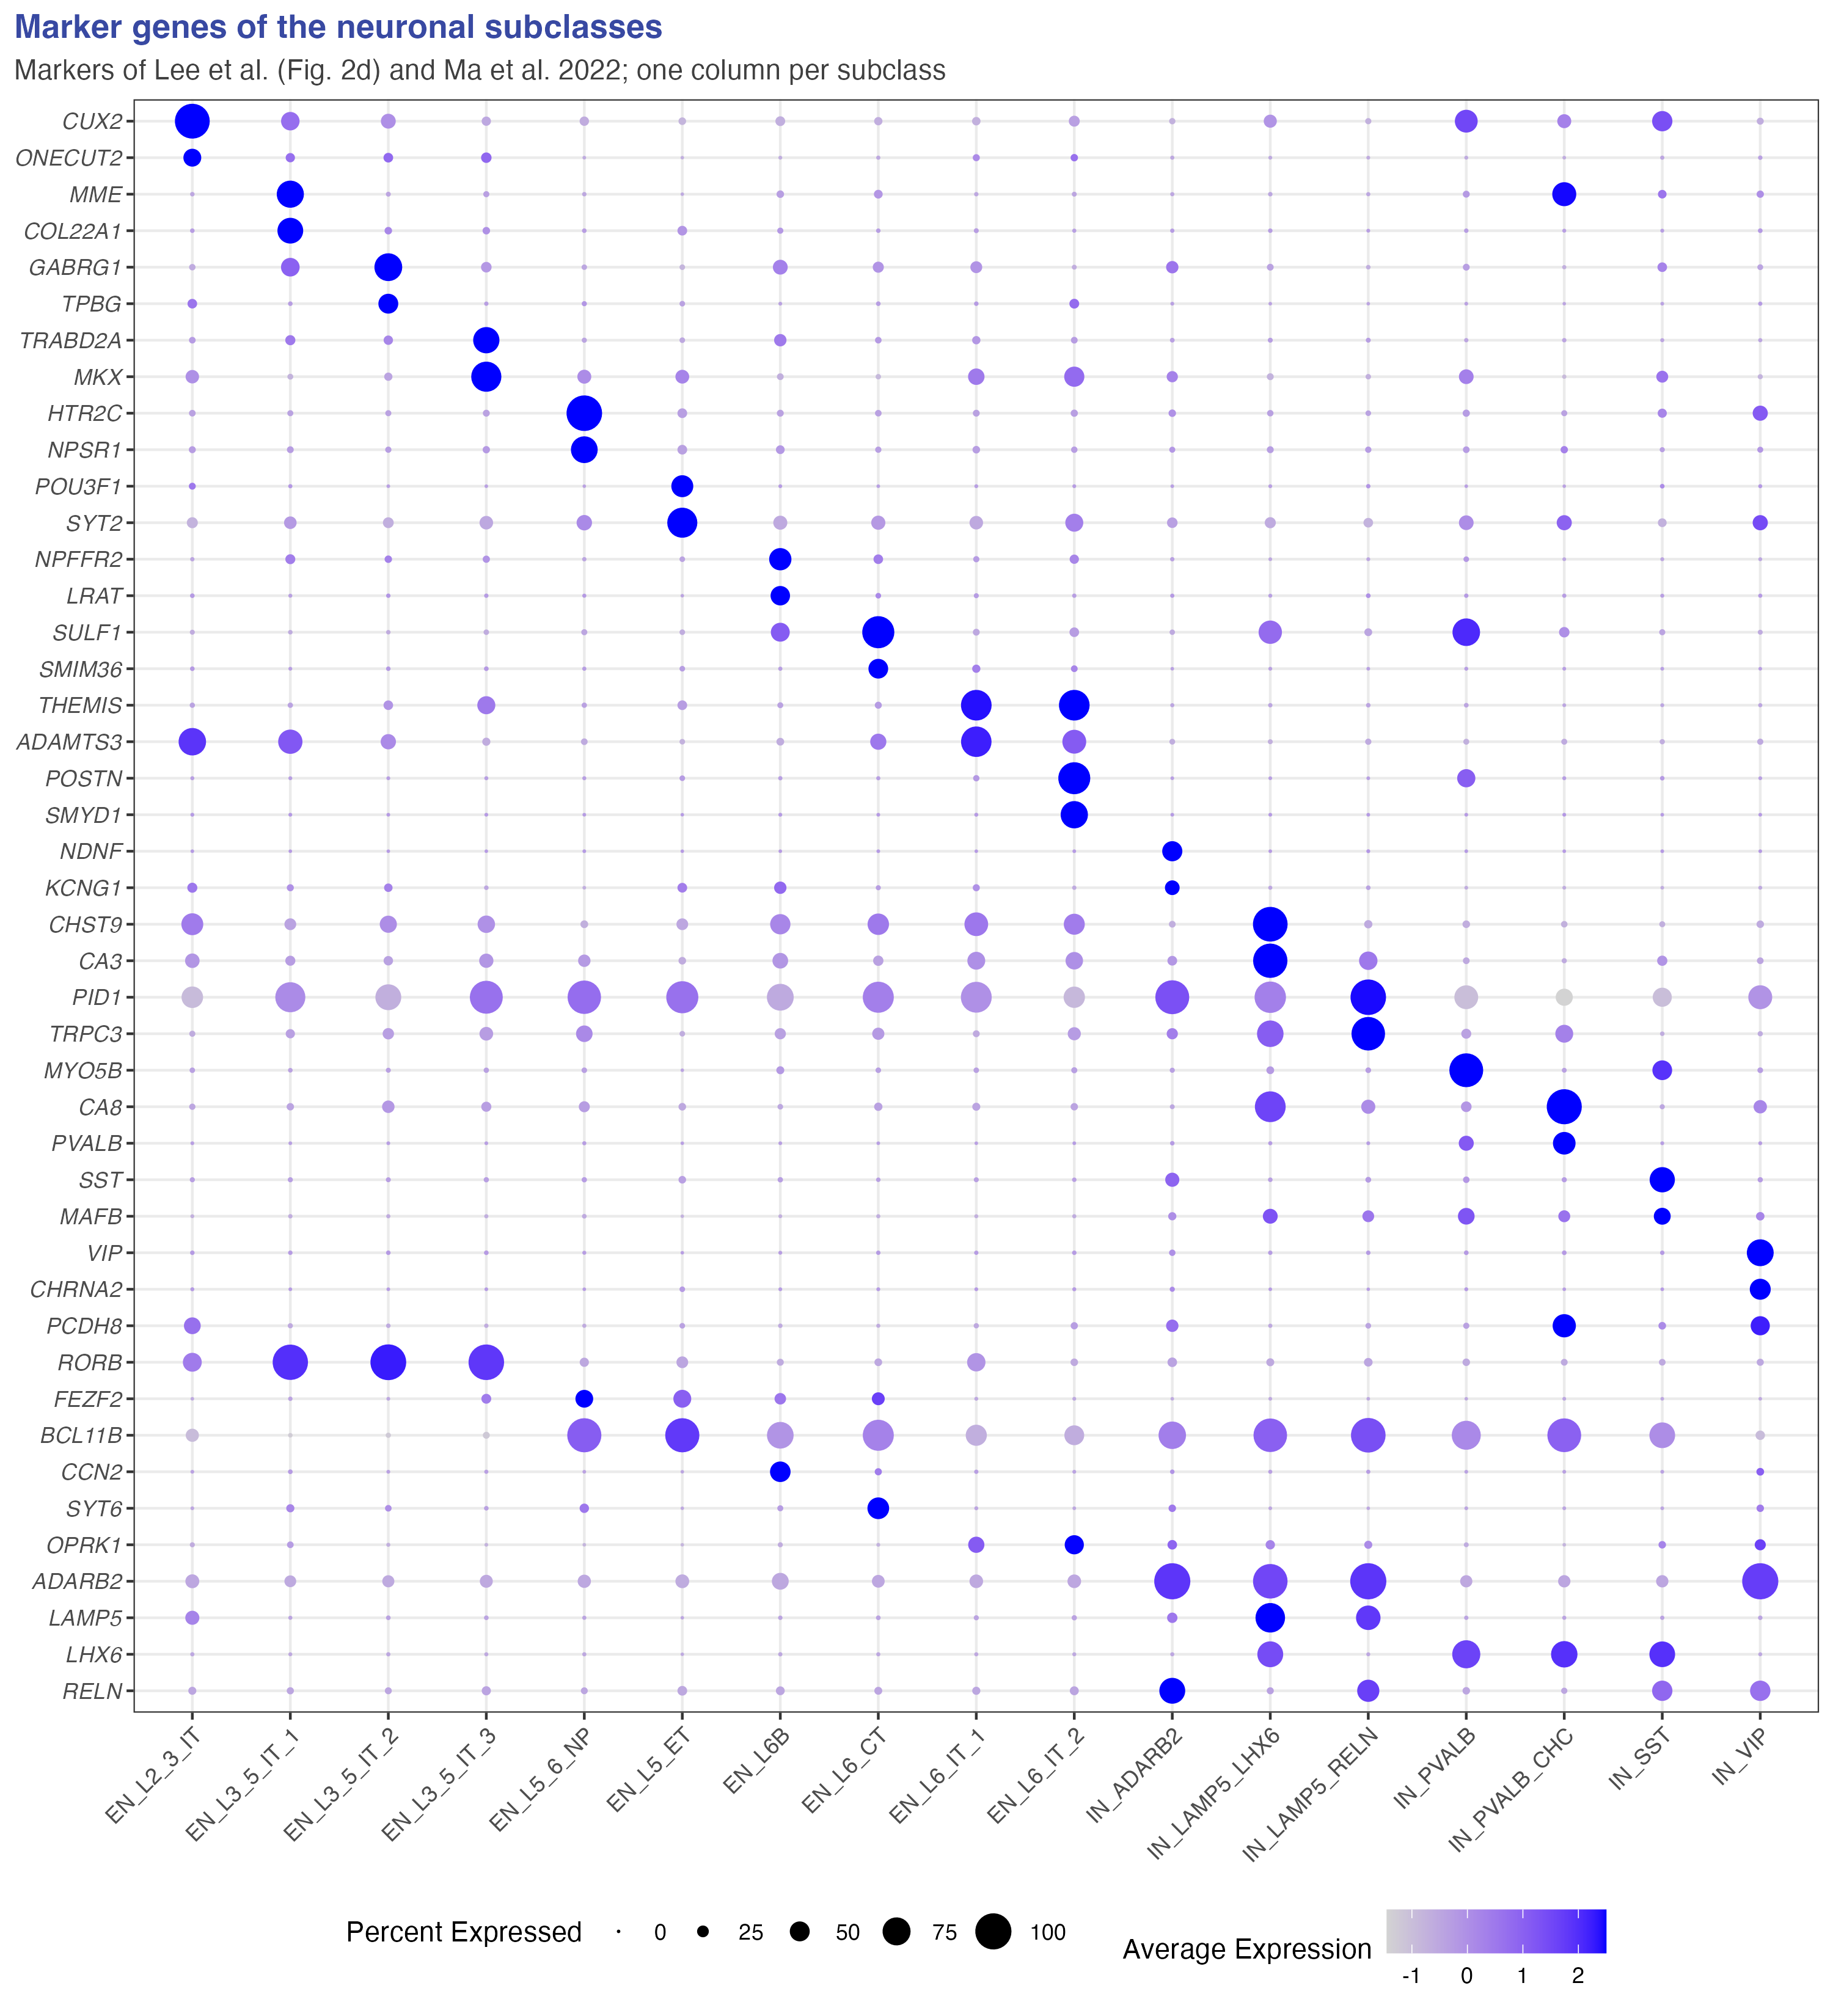 Marker genes of the neuronal subclasses
Markers of Lee et al. (Fig. 2d) and Ma et al. 2022; one column per subclass
CUX2
ONECUT2
MME
COL22A1
GABRG1
TPBG
TRABD2A
MKX
HTR2C
NPSR1
POU3F1
SYT2
NPFFR2
LRAT
SULF1
SMIM36
THEMIS
ADAMTS3
POSTN
SMYD1
NDNF
KCNG1
CHST9
CA3
PID1
TRPC3
MYO5B
CA8
PVALB
SST
MAFB
VIP
CHRNA2
PCDH8
RORB
FEZF2
BCL11B
CCN2
SYT6
OPRK1
ADARB2
LAMP5
LHX6
RELN
EN_L2_3_IT
EN_L3_5_IT_1
EN_L3_5_IT_2
EN_L3_5_IT_3
EN_L5_6_NP
EN_L5_ET
EN_L6B
EN_L6_CT
EN_L6_IT_1
EN_L6_IT_2
IN_ADARB2
IN_LAMP5_LHX6
IN_LAMP5_RELN
IN_PVALB
IN_PVALB_CHC
IN_SST
IN_VIP
Percent Expressed 0 25 50 75 100
Average Expression
-1 0 1 2